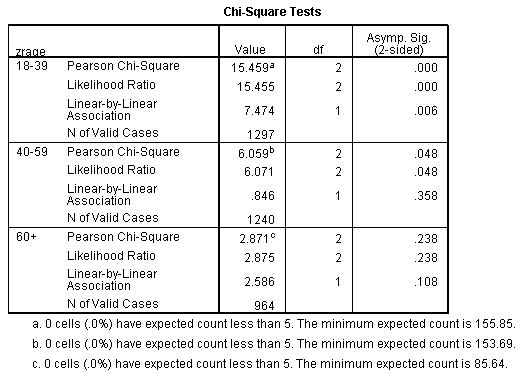 Chi-Square Tests
zrage Value df Asymp. Sig. (2-sided)
18-39 Pearson Chi-Square 15.459a 2 .000
Likelihood Ratio 15.455 2 .000
Linear-by-Linear Association 7.474 1 .006
N of Valid Cases 1297
40-59 Pearson Chi-Square 6.059b 2 .048
Likelihood Ratio 6.071 2 .048
Linear-by-Linear Association .846 1 .358
N of Valid Cases 1240
60+ Pearson Chi-Square 2.871c 2 .238
Likelihood Ratio 2.875 2 .238
Linear-by-Linear Association 2.586 1 .108
N of Valid Cases 964
a. 0 cells (.0%) have expected count less than 5. The minimum expected count is 155.85.
b. 0 cells (.0%) have expected count less than 5. The minimum expected count is 153.69.
c. 0 cells (.0%) have expected count less than 5. The minimum expected count is 85.64.